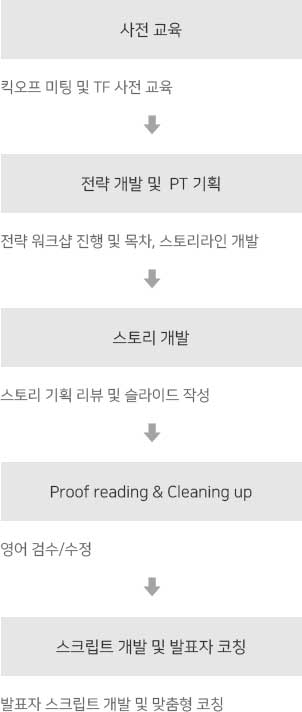 사전 교육
킥오프 미팅 및 TF 사전 교육
전략 개발 및 PT 기획
전략 워크샵 진행 및 목차, 스토리라인 개발
스토리 개발
스토리 기획 리뷰 및 슬라이드 작성
Proof reading & Cleaning up
영어 검수/수정
스크립트 개발 및 발표자 코칭
발표자 스크립트 개발 및 맞춤형 코칭